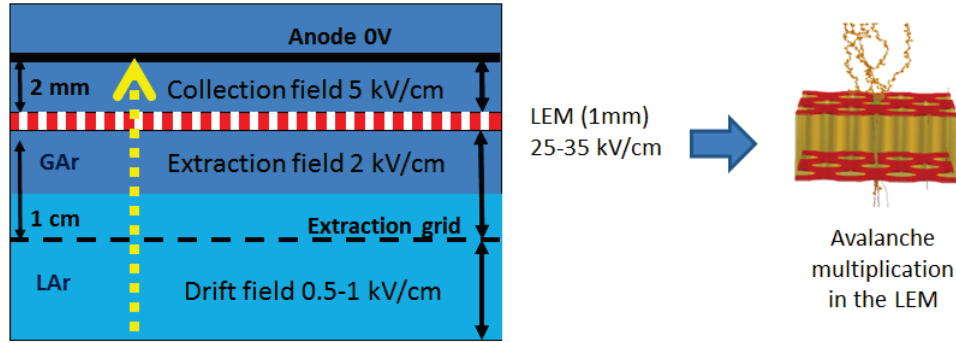 Anode 0V
2 mm
Collection field 5 kV/cm
GAr
Extraction field 2 kV/cm
1 cm
Extraction grid
LAr
Drift field 0.5-1 kV/cm
LEM (1mm)
25-35 kV/cm
Avalanche
multiplication
in the LEM